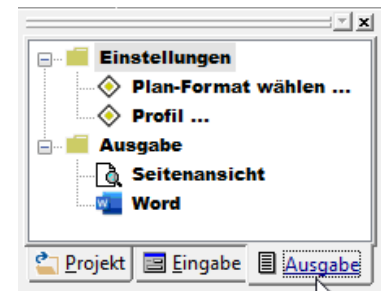 Einstellungen
Plan-Format wählen ...
Profil ...
Ausgabe
Seitenansicht
Word
Projekt Eingabe Ausgabe